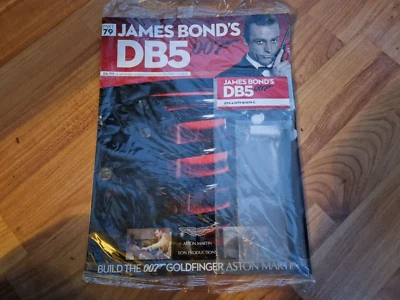 79
JAMES BOND'S
DB5 007
JAMES BOND'S
DB5 007
ASTON MARTIN
EON PRODUCTIONS
BUILD THE 007 GOLDFINGER ASTON MARTIN